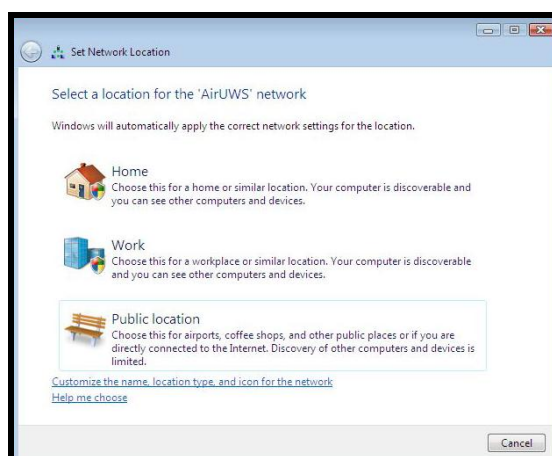 Set Network Location
Select a location for the 'AirUWS' network
Windows will automatically apply the correct network settings for the location.
Home
Choose this for a home or similar location. Your computer is discoverable and
you can see other computers and devices.
Work
Choose this for a workplace or similar location. Your computer is discoverable
and you can see other computers and devices.
Public location
Choose this for airports, coffee shops, and other public places or if you are
directly connected to the Internet. Discovery of other computers and devices is
limited.
Customize the name, location type, and icon for the network
Help me choose
Cancel